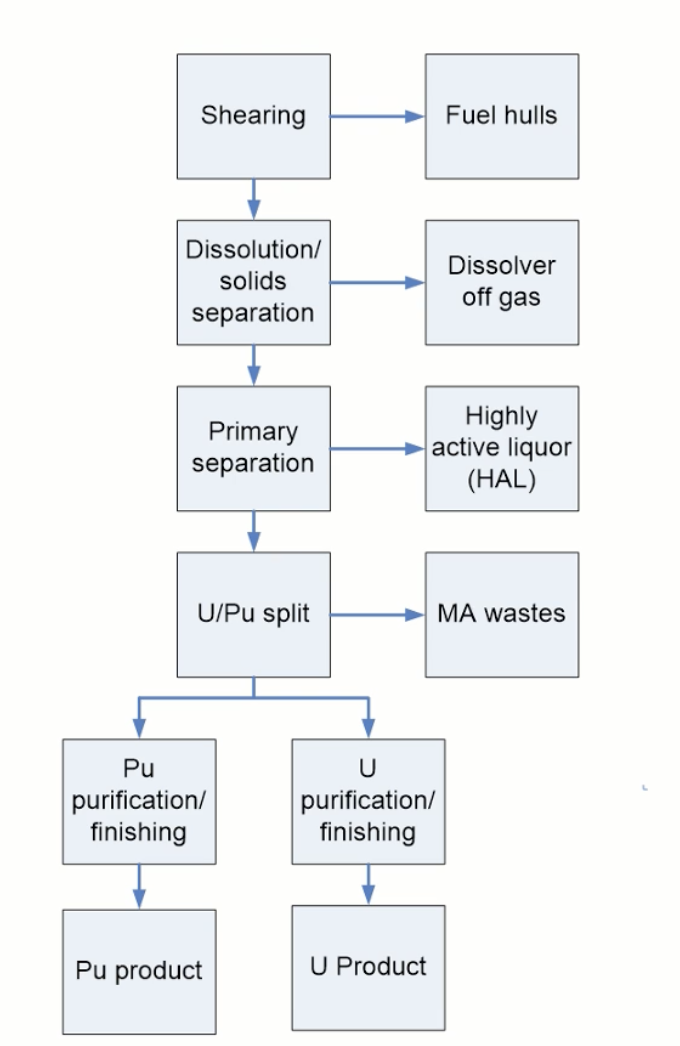 Shearing
Fuel hulls
Dissolution/
solids
separation
Dissolver
off gas
Primary
separation
Highly
active liquor
(HAL)
U/Pu split
MA wastes
Pu
purification/
finishing
U
purification/
finishing
Pu product
U Product